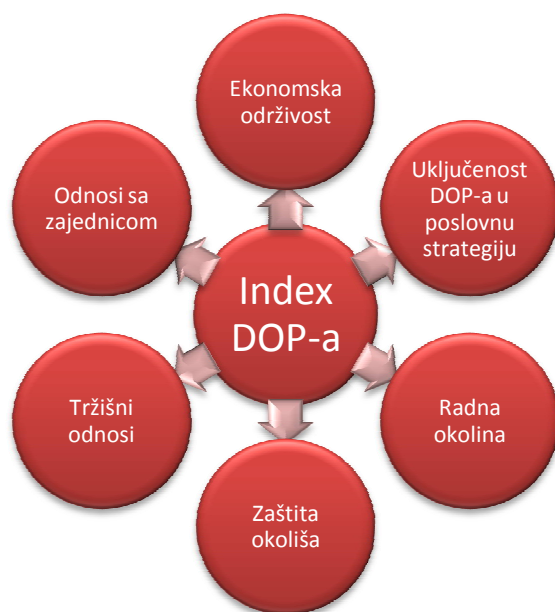 Ekonomska
održivost
Uključenost
DOP-a u
poslovnu
strategiju
Radna
okolina
Zaštita
okoliša
Tržišni
odnosi
Odnosi sa
zajednicom
Index
DOP-a